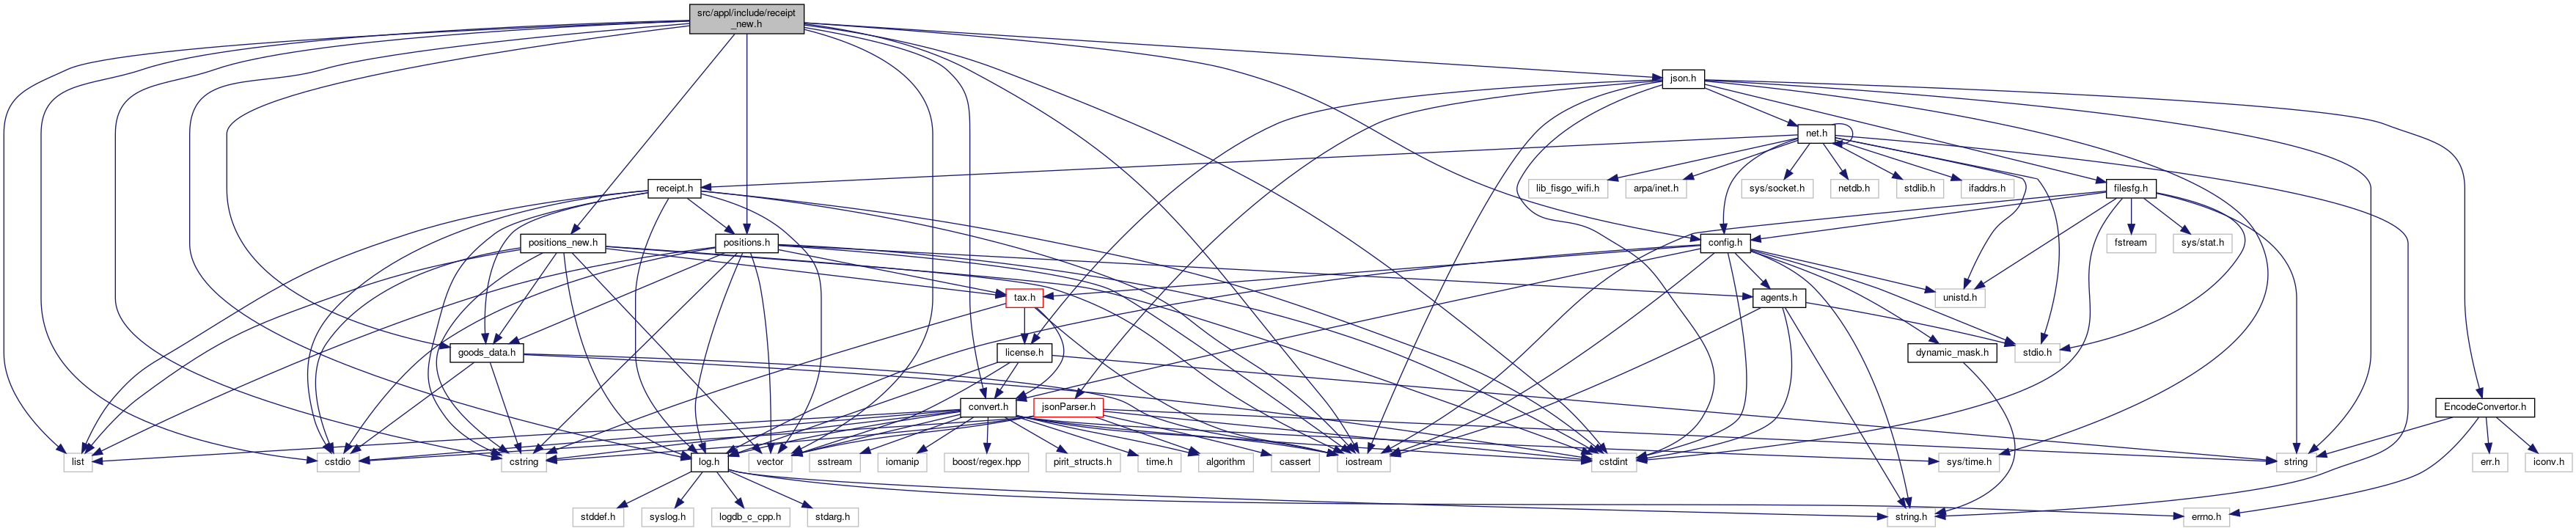 src/appl/include/receipt
_new.h
json.h
net.h
receipt.h
lib_fisgo_wifi.h
arpa/inet.h
sys/socket.h
netdb.h
stdlib.h
ifaddrs.h
filesfg.h
positions_new.h
positions.h
config.h
fstream
sys/stat.h
tax.h
agents.h
unistd.h
goods_data.h
license.h
dynamic_mask.h
stdio.h
convert.h
jsonParser.h
EncodeConvertor.h
list
cstdio
cstring
log.h
vector
sstream
iomanip
boost/regex.hpp
pirit_structs.h
time.h
algorithm
cassert
iostream
cstdint
sys/time.h
string
err.h
iconv.h
stddef.h
syslog.h
logdb_c_cpp.h
stdarg.h
string.h
errno.h